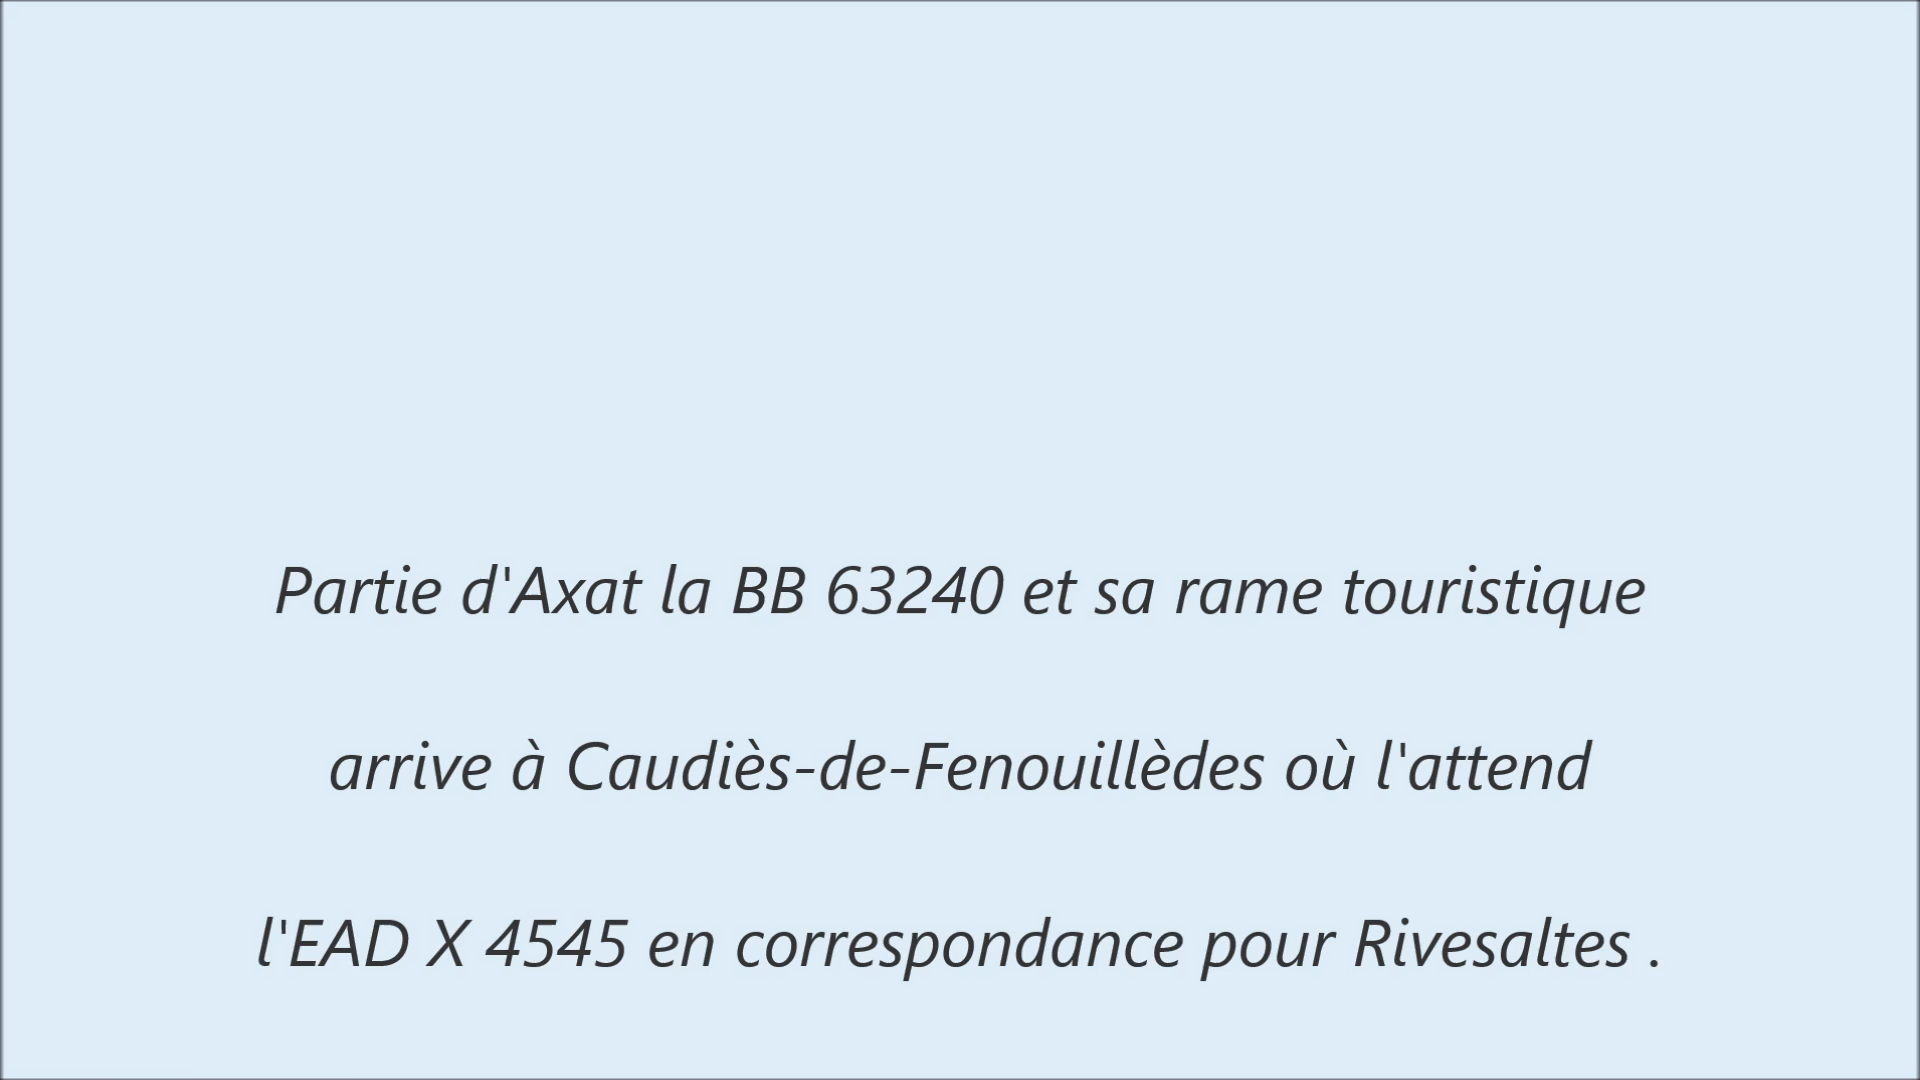 Partie d'Axat la BB 63240 et sa rame touristique
arrive à Caudiès-de-Fenouillèdes où l'attend
l'EAD X 4545 en correspondance pour Rivesaltes .